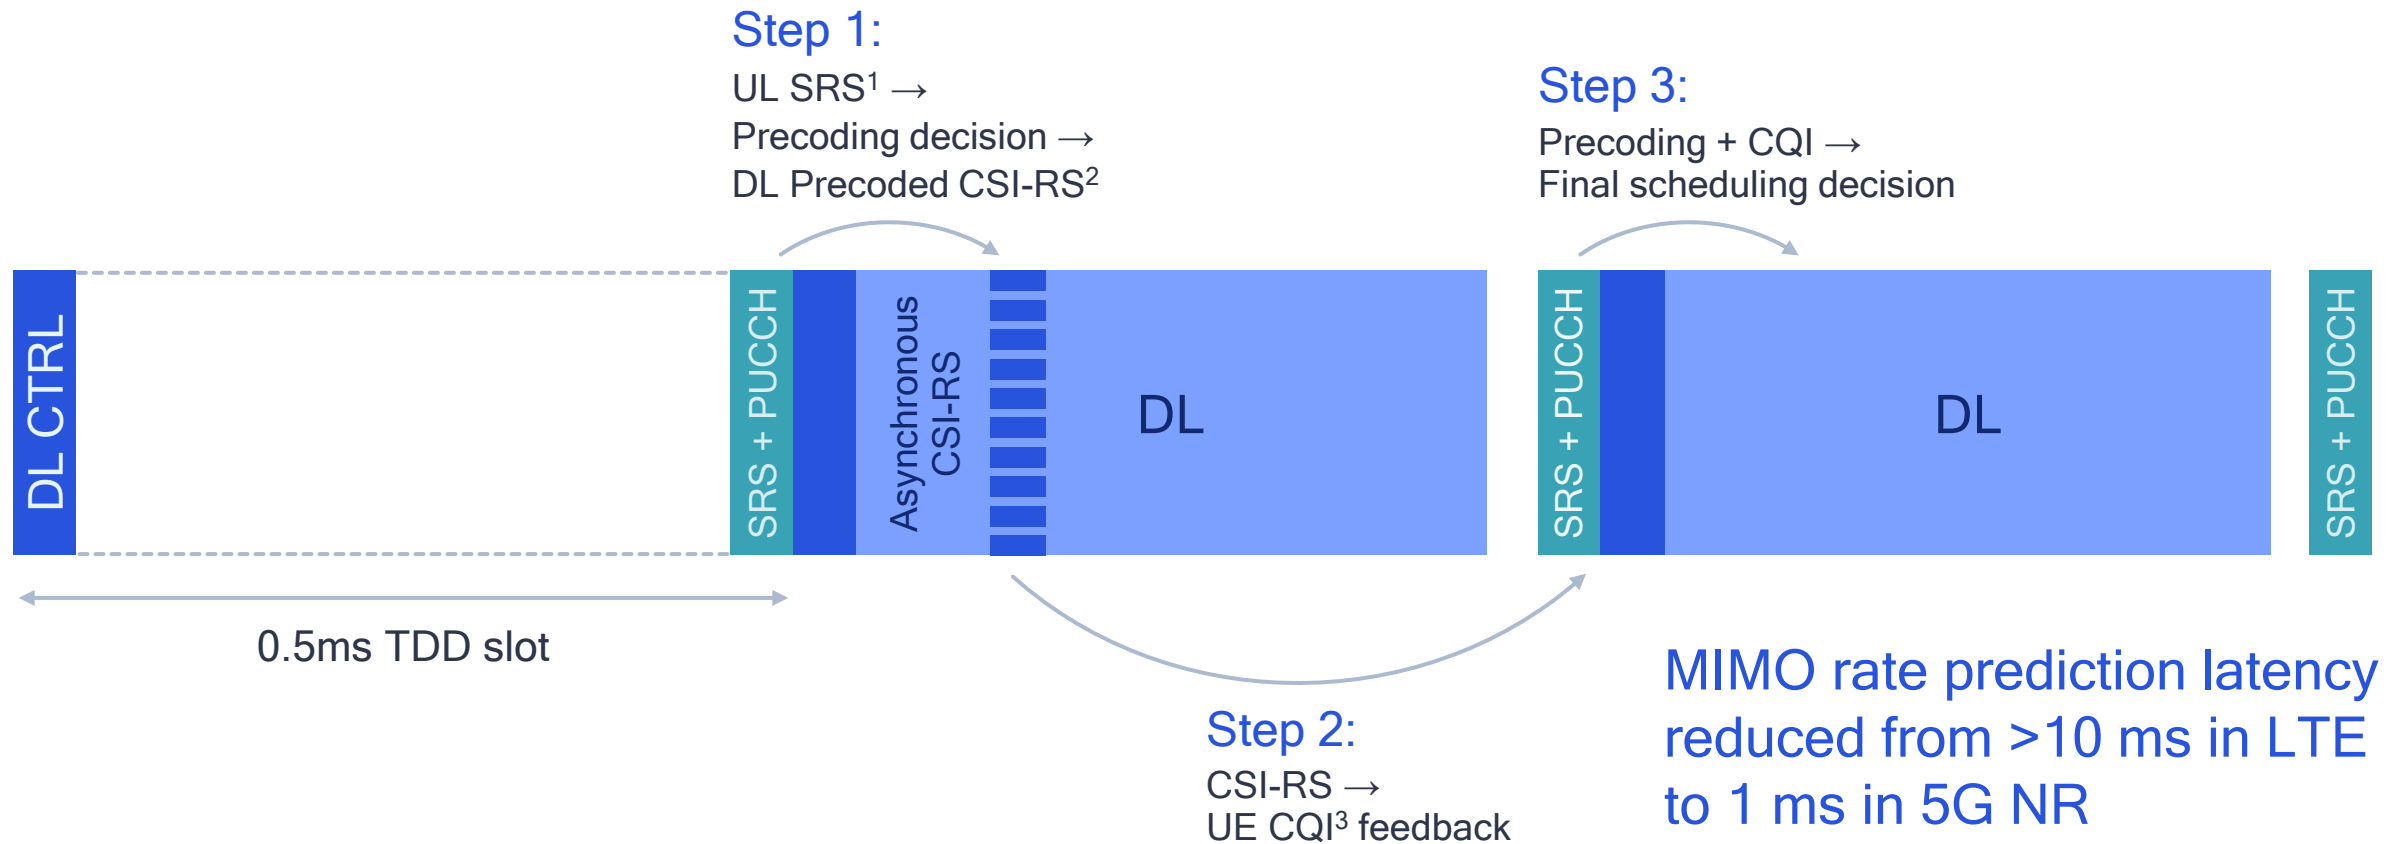 Step 1:
UL SRS¹ →
Precoding decision →
DL Precoded CSI-RS²
Step 3:
Precoding + CQI →
Final scheduling decision
DL CTRL
SRS + PUCCH
Asynchronous
CSI-RS
DL
SRS + PUCCH
DL
SRS + PUCCH
0.5ms TDD slot
Step 2:
CSI-RS →
UE CQI³ feedback
MIMO rate prediction latency
reduced from >10 ms in LTE
to 1 ms in 5G NR